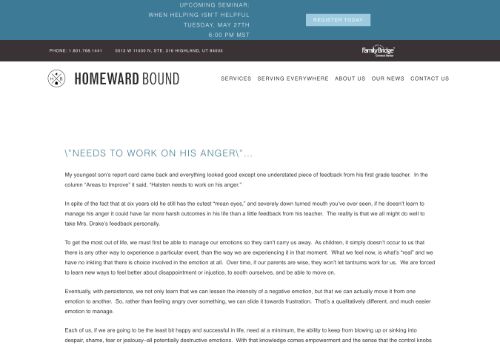 UPCOMING SEMINAR:
WHEN HELPING ISN'T HELPFUL
TUESDAY, MAY 27TH
6:00 PM MST
REGISTER TODAY
PHONE: 1.801.768.1441
5513 W 11000 N, STE. 216 HIGHLAND, UT 84003
FamilyBridge
HOMEWARD BOUND
SERVICES SERVING EVERYWHERE ABOUT US OUR NEWS CONTACT US
\"NEEDS TO WORK ON HIS ANGER\"...
My youngest son's report card came back and everything looked good except one understated piece of feedback from his first grade teacher. In the
column "Areas to Improve" it said, "Halsten needs to work on his anger."
In spite of the fact that at six years old he still has the cutest "mean eyes," and severely down turned mouth you've ever seen, if he doesn't learn to
manage his anger it could have far more harsh outcomes in his life than a little feedback from his teacher. The reality is that we all might do well to
take Mrs. Drake's feedback personally.
To get the most out of life, we must first be able to manage our emotions so they can't carry us away. As children, it simply doesn't occur to us that
there is any other way to experience a particular event, than the way we are experiencing it in that moment. What we feel now, is what's "real" and we
have no inkling that there is choice involved in the emotion at all. Over time, if our parents are wise, they won't let tantrums work for us. We are forced
to learn new ways to feel better about disappointment or injustice, to sooth ourselves, and be able to move on.
Eventually, with persistence, we not only learn that we can lessen the intensity of a negative emotion, but that we can actually move it from one
emotion to another. So, rather than feeling angry over something, we can slide it towards frustration. That's a qualitatively different, and much easier
emotion to manage.
Each of us, if we are going to be the least bit happy and successful in life, need at a minimum, the ability to keep from blowing up or sinking into
despair, shame, fear or jealousy–all potentially destructive emotions. With that knowledge comes empowerment and the sense that the control knobs